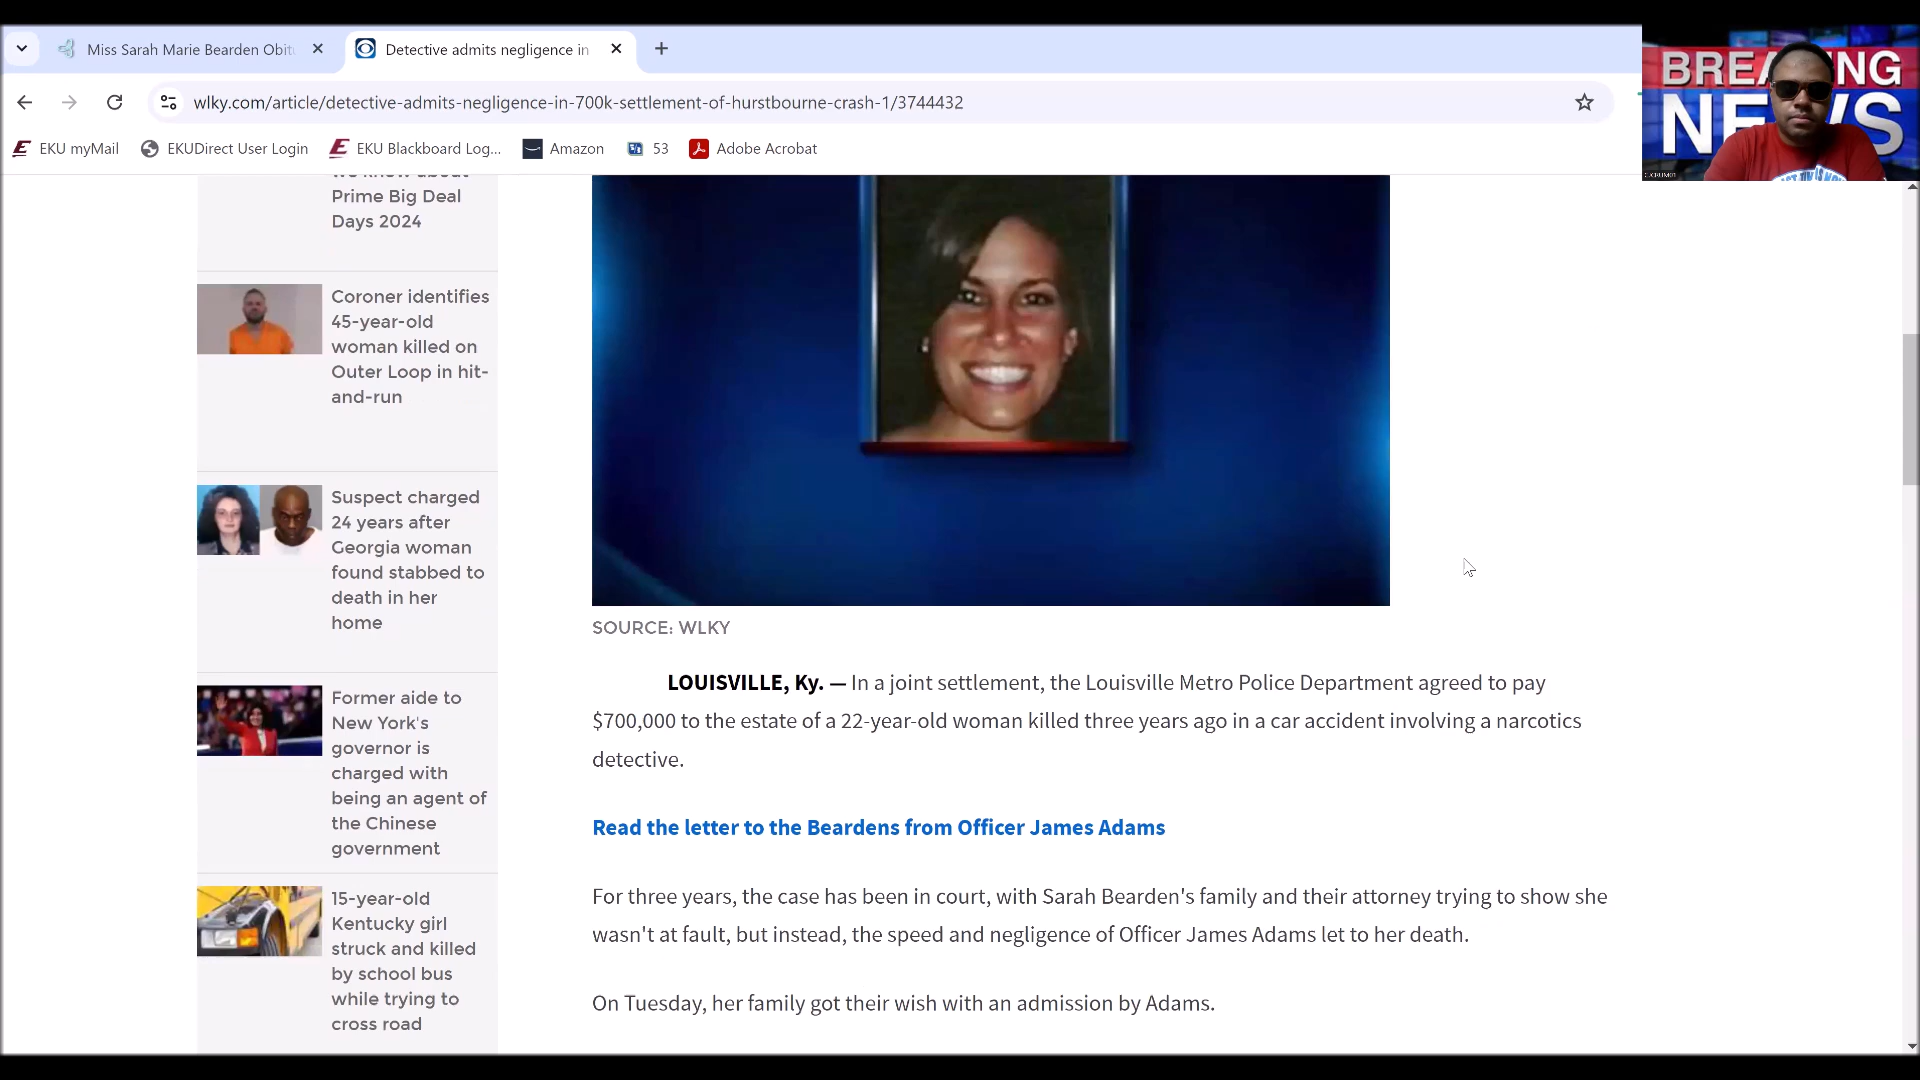 Miss Sarah Marie Bearden Obit
Detective admits negligence in
wlky.com/article/detective-admits-negligence-in-700k-settlement-of-hurstbourne-crash-1/3744432
EKU myMail
EKUDirect User Login
EKU Blackboard Log...
Amazon
53
Adobe Acrobat
BREA NG
NEWS
we know about
Prime Big Deal
Days 2024
Coroner identifies
45-year-old
woman killed on
Outer Loop in hit-
and-run
Suspect charged
24 years after
Georgia woman
found stabbed to
death in her
home
Former aide to
New York's
governor is
charged with
being an agent of
the Chinese
government
15-year-old
Kentucky girl
struck and killed
by school bus
while trying to
cross road
SOURCE: WLKY
LOUISVILLE, Ky. — In a joint settlement, the Louisville Metro Police Department agreed to pay
$700,000 to the estate of a 22-year-old woman killed three years ago in a car accident involving a narcotics
detective.
Read the letter to the Beardens from Officer James Adams
For three years, the case has been in court, with Sarah Bearden's family and their attorney trying to show she
wasn't at fault, but instead, the speed and negligence of Officer James Adams let to her death.
On Tuesday, her family got their wish with an admission by Adams.